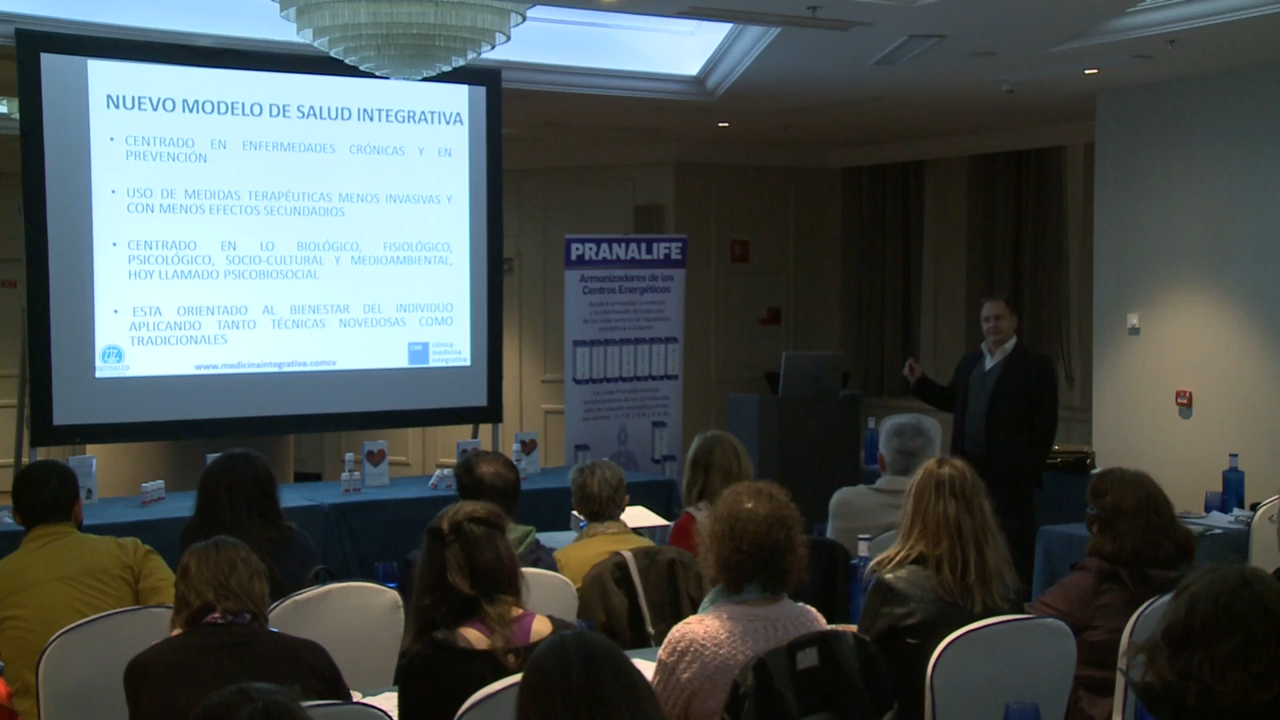 NUEVO MODELO DE SALUD INTEGRATIVA
• CENTRADO EN ENFERMEDADES CRÓNICAS Y EN
PREVENCIÓN
• USO DE MEDIDAS TERAPÉUTICAS MENOS INVASIVAS Y
CON MENOS EFECTOS SECUNDADIOS
• CENTRADO EN LO BIOLÓGICO, FISIOLÓGICO,
PSICOLÓGICO, SOCIO-CULTURAL Y MEDIOAMBIENTAL,
HOY LLAMADO PSICOBIOSOCIAL
• ESTA ORIENTADO AL BIENESTAR DEL INDIVIDUO
APLICANDO TANTO TÉCNICAS NOVEDOSAS COMO
TRADICIONALES
www.medicinaintegrativa.comcv
CMI
clínica
medicina
integrativa
PRANALIFE
Armonizadores de los
Centros Energéticos